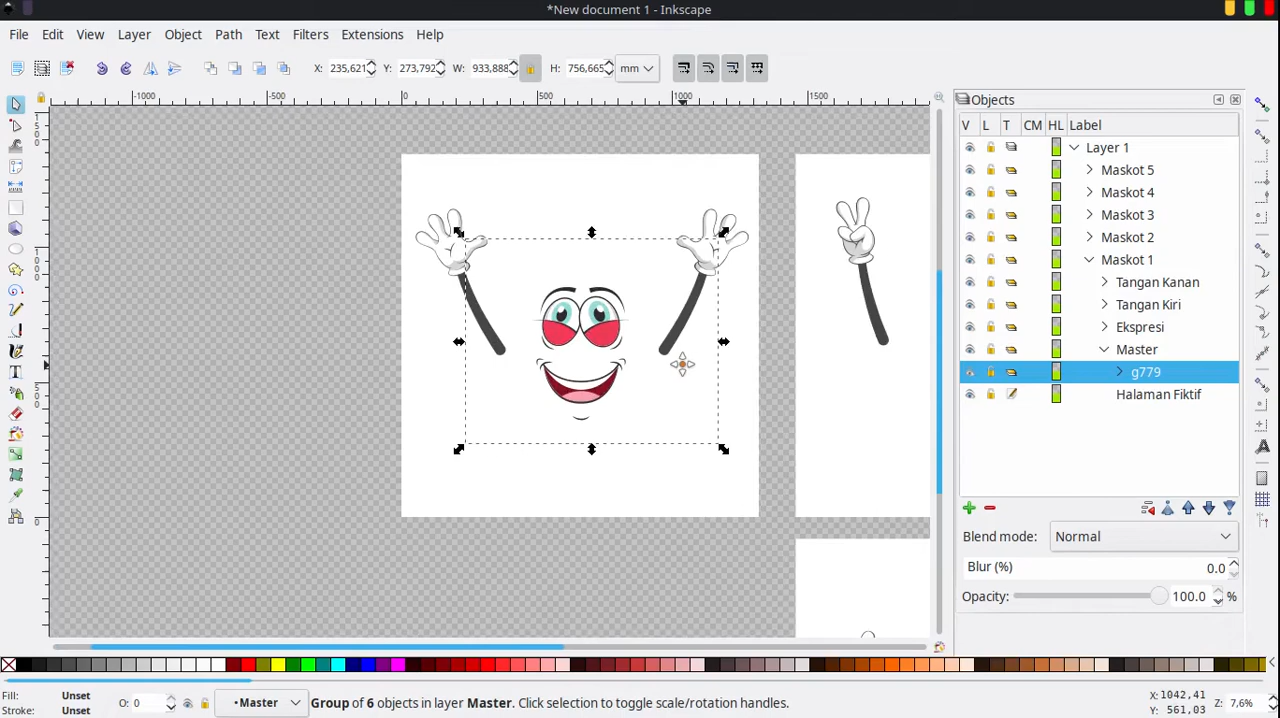 *New document 1 - Inkscape
File Edit View Layer Object Path Text Filters Extensions Help
X: 235,621 Y: 273,792 W: 933,888 H: 756,665 mm
-1000 -500 0 500 1000 1500
Objects
V L T CM HL Label
Layer 1
Maskot 5
Maskot 4
Maskot 3
Maskot 2
Maskot 1
Tangan Kanan
Tangan Kiri
Ekspresi
Master
g779
Halaman Fiktif
Blend mode: Normal
Blur (%) 0.0
Opacity: 100.0 %
Fill: Unset
Stroke: Unset
O: 0
•Master
Group of 6 objects in layer Master. Click selection to toggle scale/rotation handles.
X:1042,41
Y: 561,03
Z: 7,6%